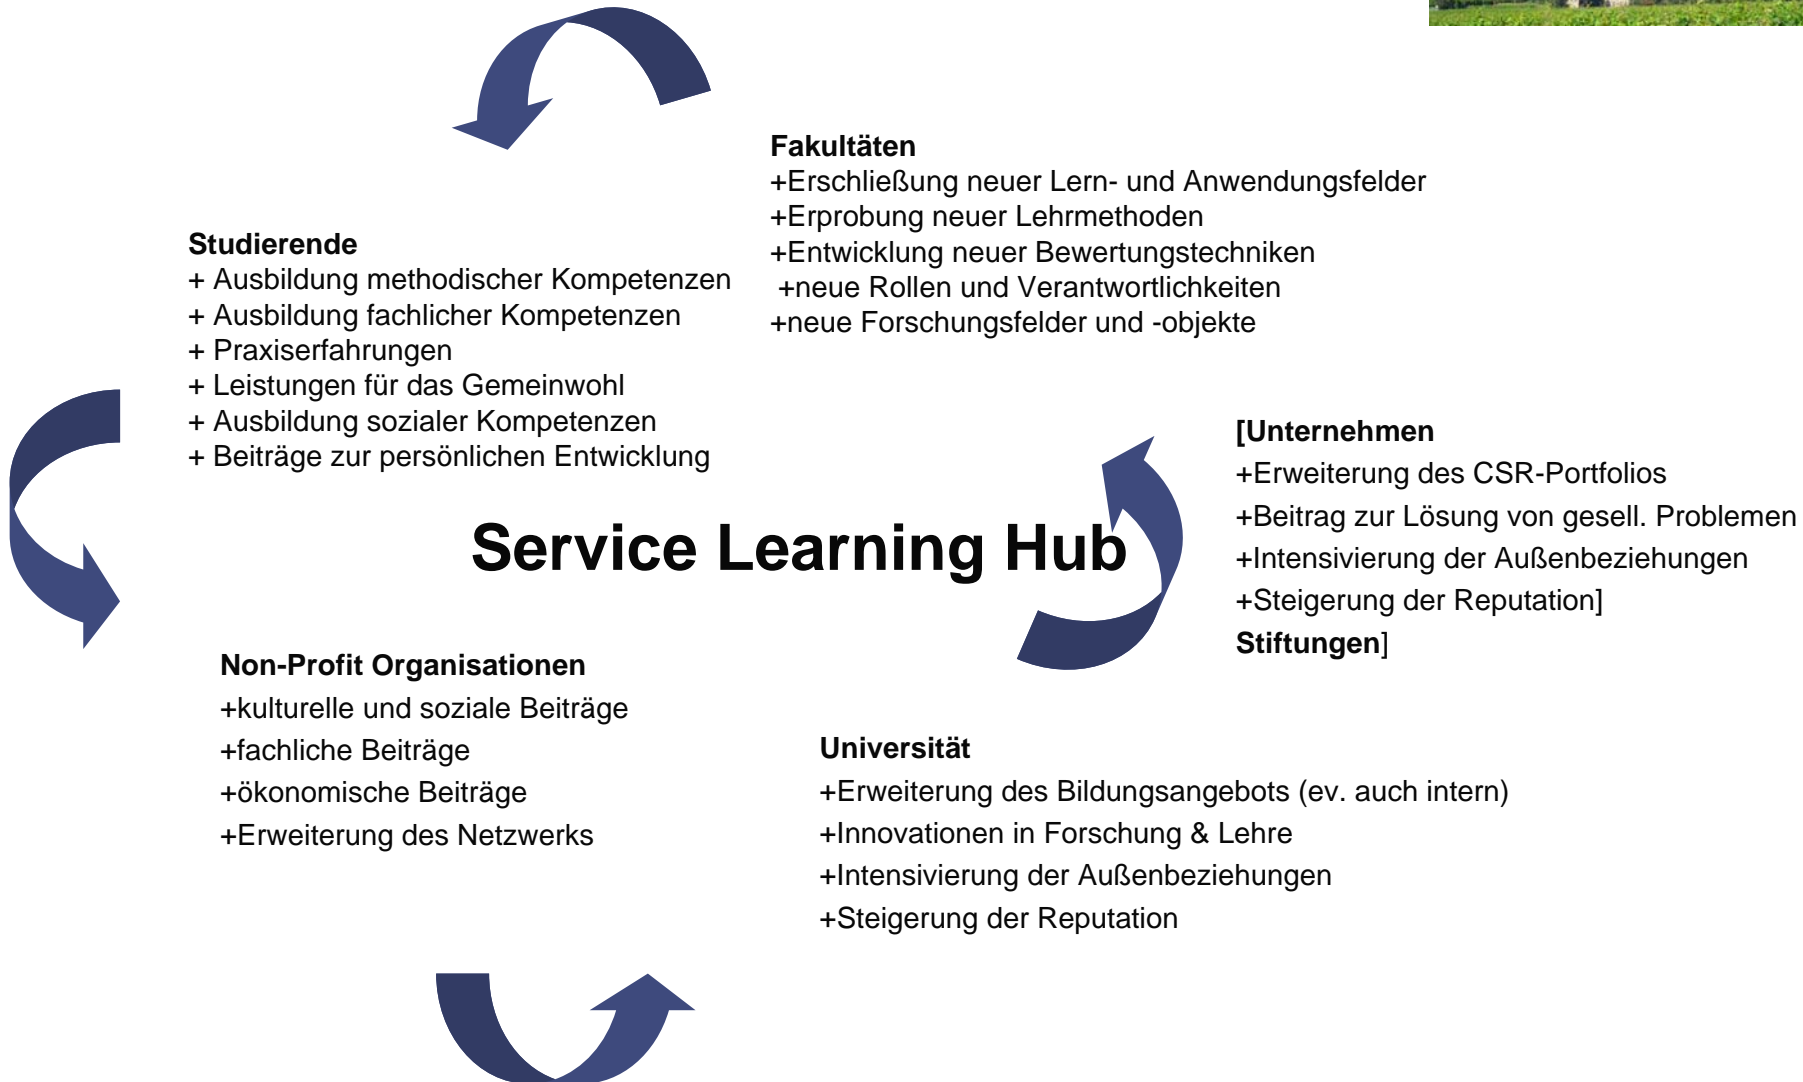 Fakultäten
+Erschließung neuer Lern- und Anwendungsfelder
+Erprobung neuer Lehrmethoden
+Entwicklung neuer Bewertungstechniken
+neue Rollen und Verantwortlichkeiten
+neue Forschungsfelder und -objekte
Studierende
+ Ausbildung methodischer Kompetenzen
+ Ausbildung fachlicher Kompetenzen
+ Praxiserfahrungen
+ Leistungen für das Gemeinwohl
+ Ausbildung sozialer Kompetenzen
+ Beiträge zur persönlichen Entwicklung
[Unternehmen
+Erweiterung des CSR-Portfolios
+Beitrag zur Lösung von gesell. Problemen
+Intensivierung der Außenbeziehungen
+Steigerung der Reputation]
Stiftungen]
Service Learning Hub
Non-Profit Organisationen
+kulturelle und soziale Beiträge
+fachliche Beiträge
+ökonomische Beiträge
+Erweiterung des Netzwerks
Universität
+Erweiterung des Bildungsangebots (ev. auch intern)
+Innovationen in Forschung & Lehre
+Intensivierung der Außenbeziehungen
+Steigerung der Reputation